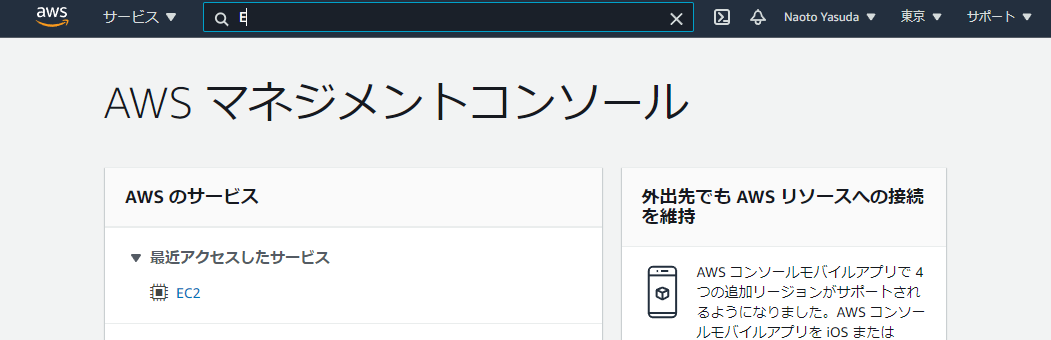 aws サービス E Naoto Yasuda 東京 サポート
AWS マネジメントコンソール
AWS のサービス
最近アクセスしたサービス
EC2
外出先でも AWS リソースへの接続
を維持
AWS コンソールモバイルアプリで 4
つの追加リージョンがサポートされ
るようになりました。AWS コンソー
ルモバイルアプリを iOS または